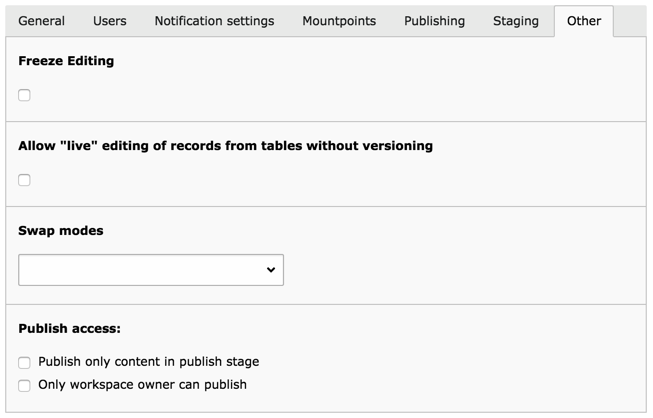 General Users Notification settings Mountpoints Publishing Staging Other
Freeze Editing
Allow "live" editing of records from tables without versioning
Swap modes
Publish access:
Publish only content in publish stage
Only workspace owner can publish